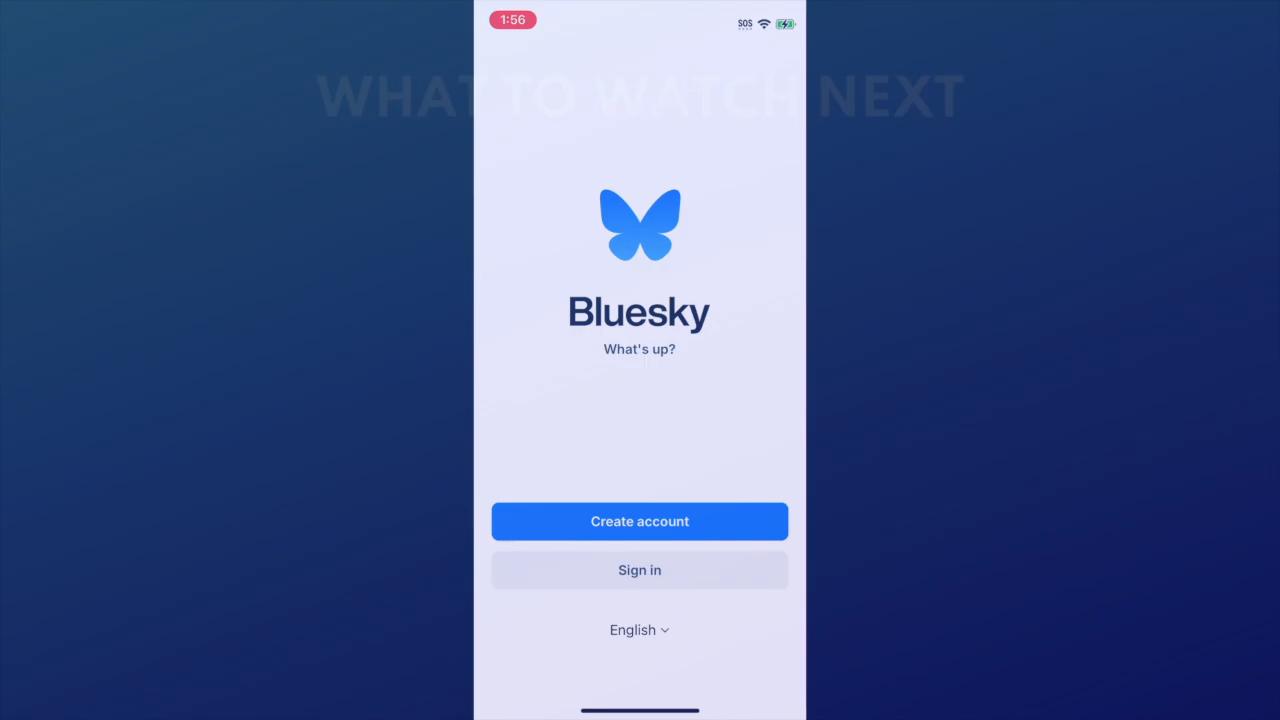 1:56
SOS
WHAT TO WATCH NEXT
Bluesky
What's up?
Create account
Sign in
English